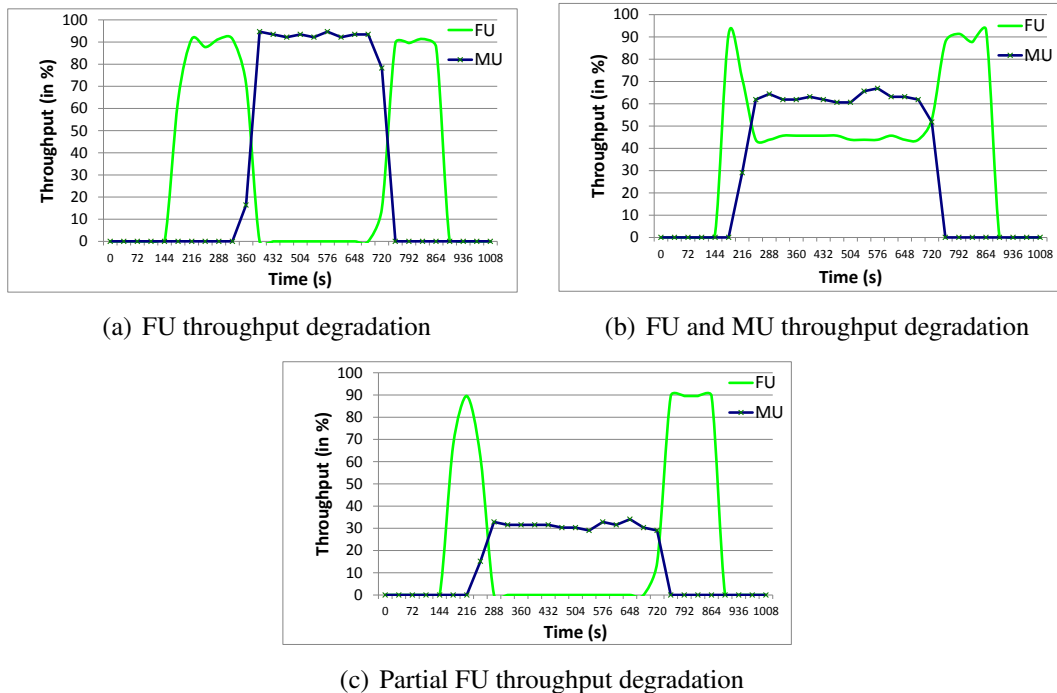 100
90
80
70
60
50
40
30
20
10
0
Throughput (in %)
FU
MU
0 72 144 216 288 360 432 504 576 648 720 792 864 936 1008
Time (s)
(a) FU throughput degradation
100
90
80
70
60
50
40
30
20
10
0
Throughput (in %)
FU
MU
0 72 144 216 288 360 432 504 576 648 720 792 864 936 1008
Time (s)
(b) FU and MU throughput degradation
100
90
80
70
60
50
40
30
20
10
0
Throughput (in %)
FU
MU
0 72 144 216 288 360 432 504 576 648 720 792 864 936 1008
Time (s)
(c) Partial FU throughput degradation